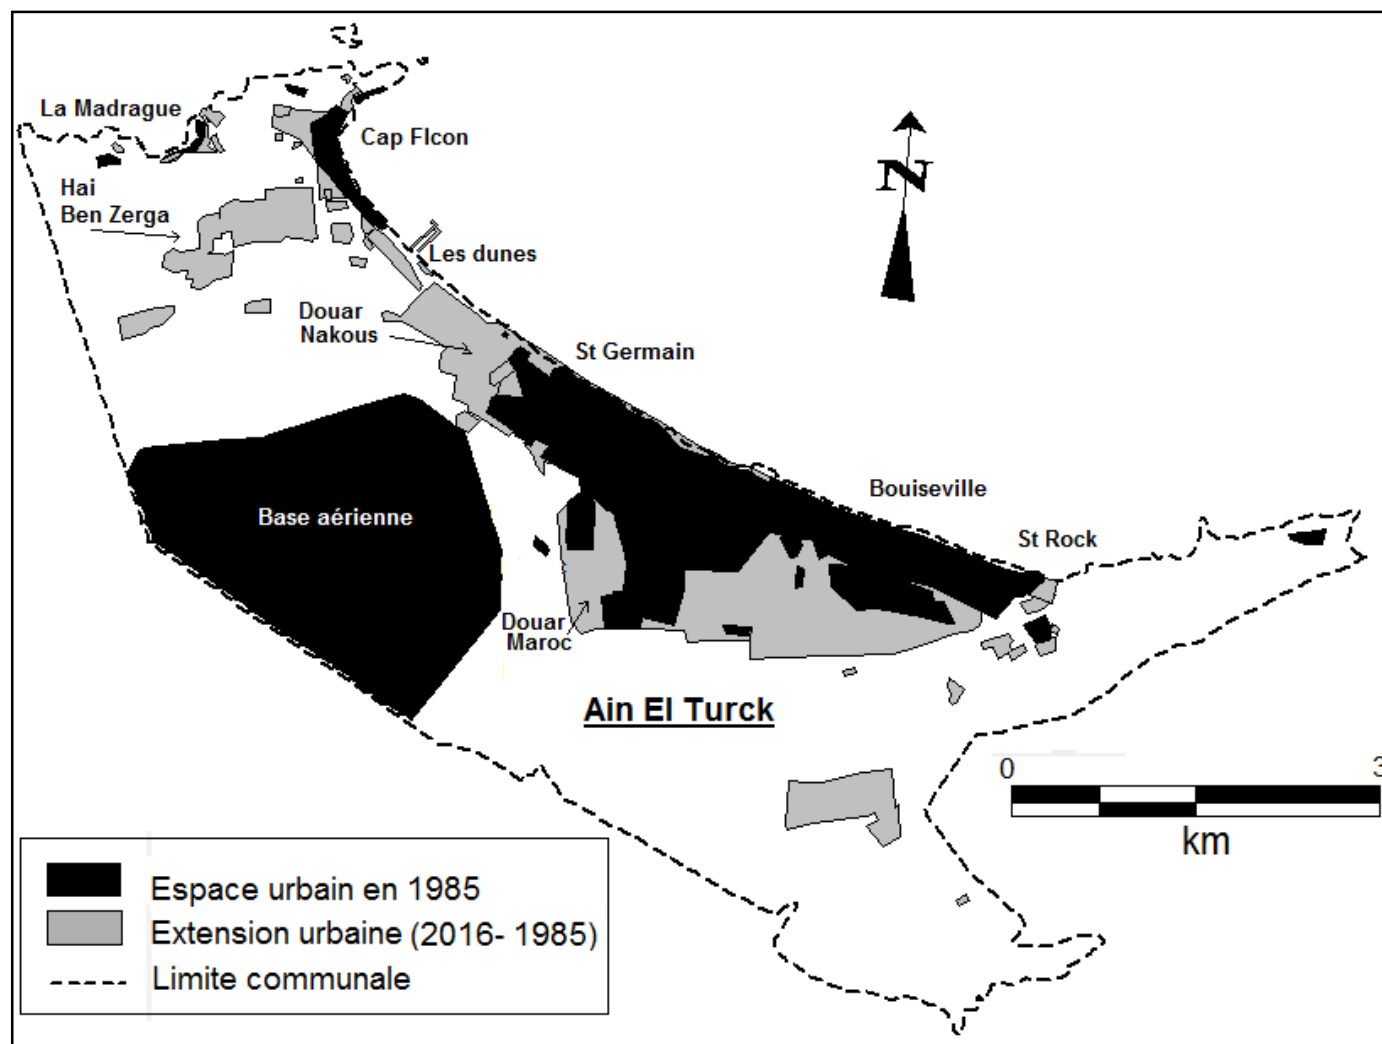 La Madrague
Cap Flcon
Hai
Ben Zerga
N
Les dunes
Douar
Nakous
St Germain
Base aérienne
Bouiseville
St Rock
Douar
Maroc
Ain El Turck
0 3
km
Espace urbain en 1985
Extension urbaine (2016- 1985)
Limite communale